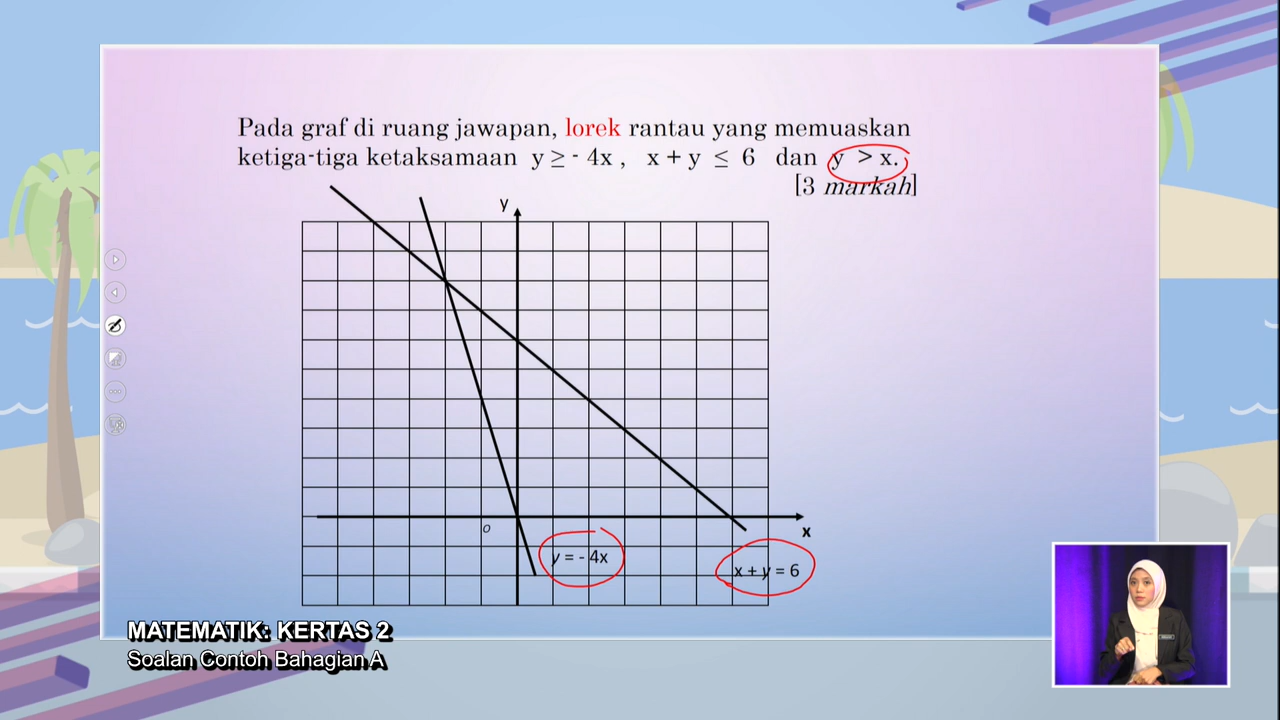 Pada graf di ruang jawapan, lorek rantau yang memuaskan
ketiga-tiga ketaksamaan y ≥ - 4x , x + y ≤ 6 dan y > x.
[3 markah]
y
x
o
y = - 4x
x + y = 6
MATEMATIK: KERTAS 2
Soalan Contoh Bahagian A